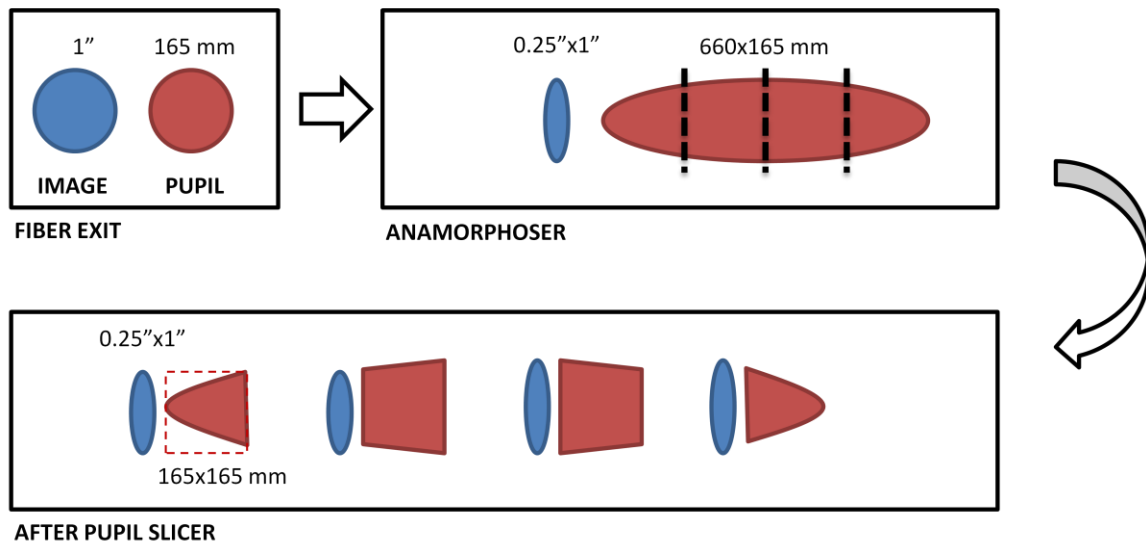 1” 165 mm
IMAGE PUPIL
FIBER EXIT
0.25”x1” 660x165 mm
ANAMORPHOSER
0.25”x1”
165x165 mm
AFTER PUPIL SLICER